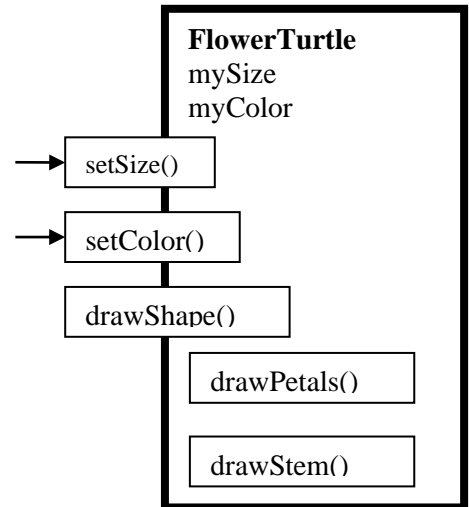 FlowerTurtle
mySize
myColor
setSize()
setColor()
drawShape()
drawPetals()
drawStem()